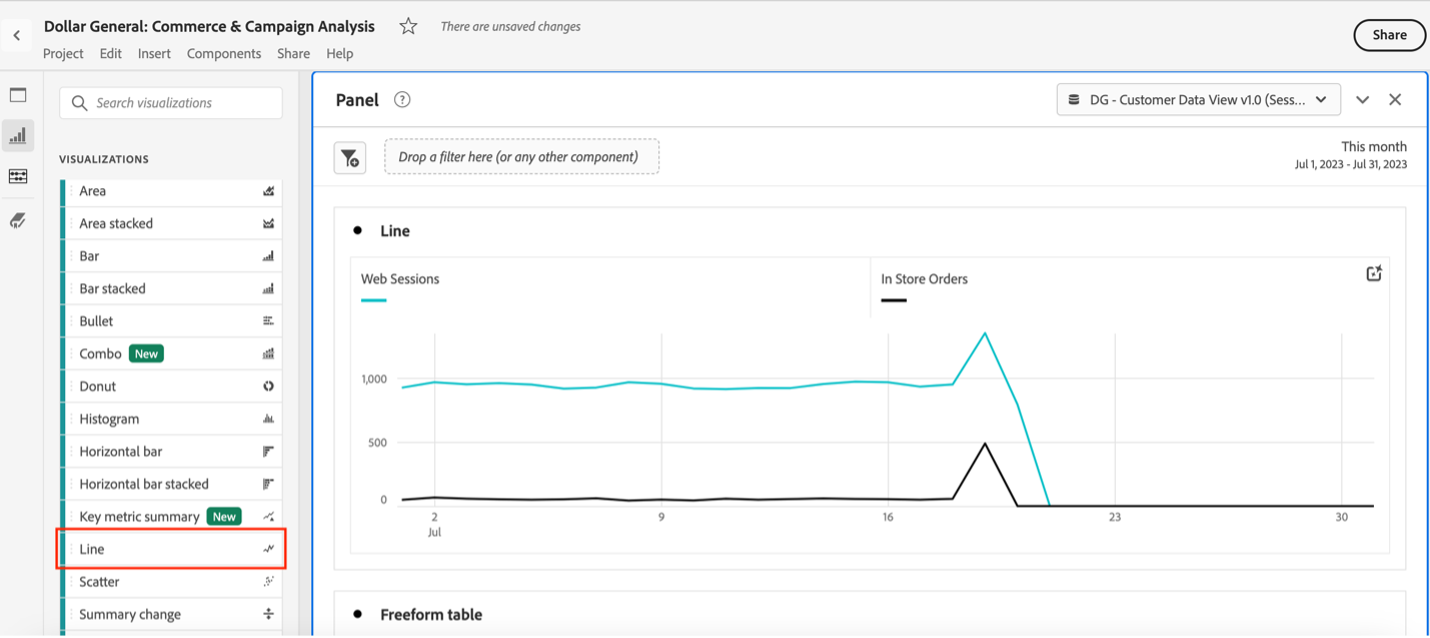 Dollar General: Commerce & Campaign Analysis
There are unsaved changes
Share
Project Edit Insert Components Share Help
Search visualizations
VISUALIZATIONS
Area
Area stacked
Bar
Bar stacked
Bullet
Combo New
Donut
Histogram
Horizontal bar
Horizontal bar stacked
Key metric summary New
Line
Scatter
Summary change
Panel ?
DG - Customer Data View v1.0 (Sess...
Drop a filter here (or any other component)
This month
Jul 1, 2023 - Jul 31, 2023
Line
Web Sessions
In Store Orders
1,000
500
0
2 9 16 23 30
Jul
Freeform table